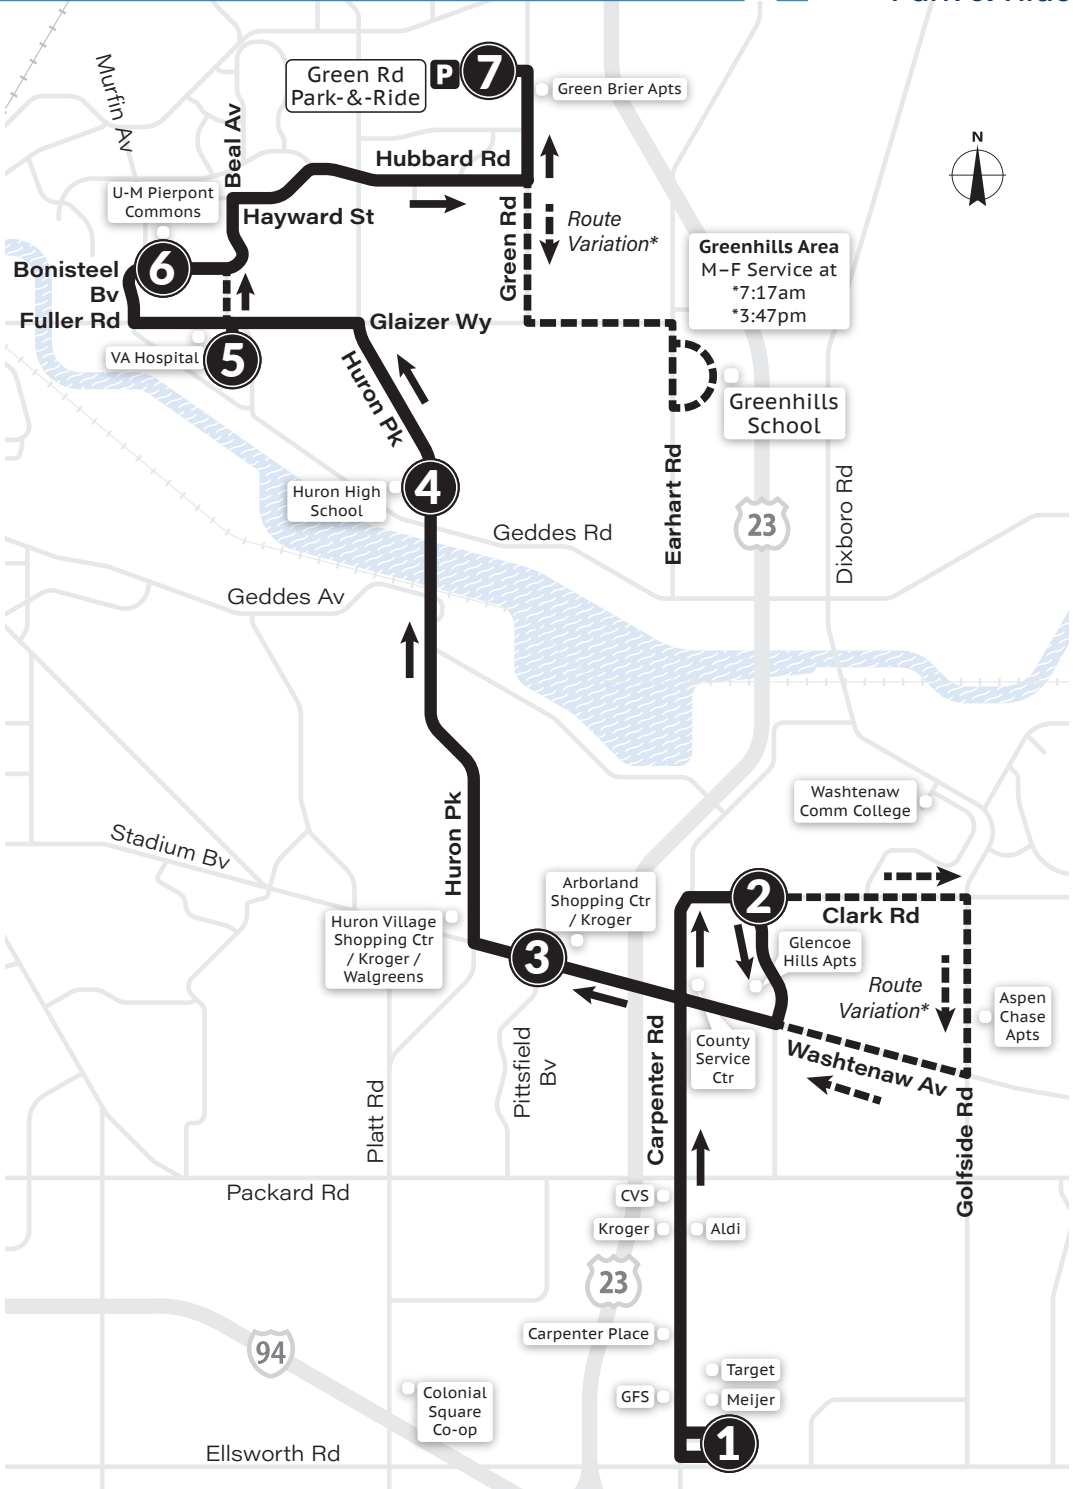 Murfin Av
Green Rd
Park-&-Ride
P
7
Green Brier Apts
Beal Av
Hubbard Rd
N
U-M Pierpont
Commons
Hayward St
Green Rd
Route
Variation*
Greenhills Area
M–F Service at
*7:17am
*3:47pm
Bonisteel
Bv
6
Fuller Rd
Glaizer Wy
VA Hospital
5
Huron Pk
Greenhills
School
Earhart Rd
Huron High
School
4
Geddes Rd
23
Dixboro Rd
Geddes Av
Washtenaw
Comm College
Huron Pk
Stadium Bv
Arborland
Shopping Ctr
/ Kroger
2
Clark Rd
Huron Village
Shopping Ctr
/ Kroger /
Walgreens
3
Glencoe
Hills Apts
Route
Variation*
Aspen
Chase
Apts
Pittsfield
Bv
Carpenter Rd
County
Service
Ctr
Washtenaw Av
Platt Rd
Golfside Rd
Packard Rd
CVS
Kroger
Aldi
23
94
Carpenter Place
Target
GFS
Meijer
Colonial
Square
Co-op
1
Ellsworth Rd